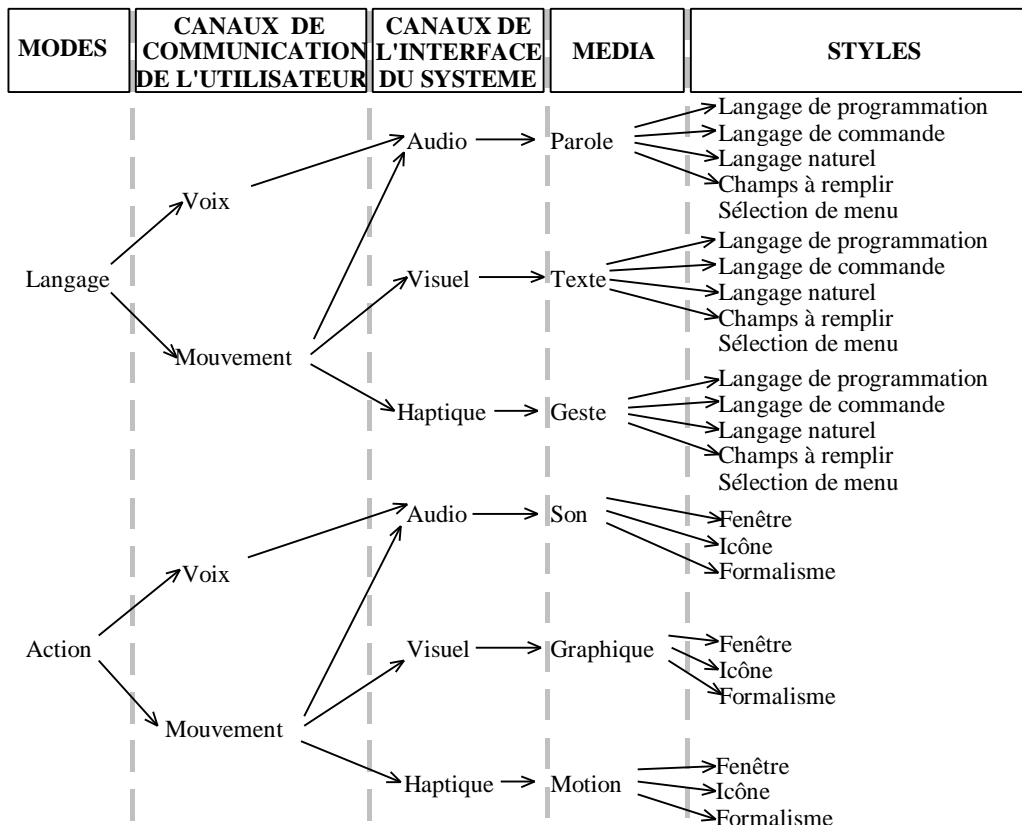 MODES
CANAUX DE
COMMUNICATION
DE L'UTILISATEUR
CANAUX DE
L'INTERFACE
DU SYSTEME
MEDIA
STYLES
Langage
Voix
Mouvement
Audio
Visuel
Haptique
Parole
Texte
Geste
Langage de programmation
Langage de commande
Langage naturel
Champs à remplir
Sélection de menu
Langage de programmation
Langage de commande
Langage naturel
Champs à remplir
Sélection de menu
Langage de programmation
Langage de commande
Langage naturel
Champs à remplir
Sélection de menu
Action
Voix
Mouvement
Audio
Visuel
Haptique
Son
Graphique
Motion
Fenêtre
Icône
Formalisme
Fenêtre
Icône
Formalisme
Fenêtre
Icône
Formalisme